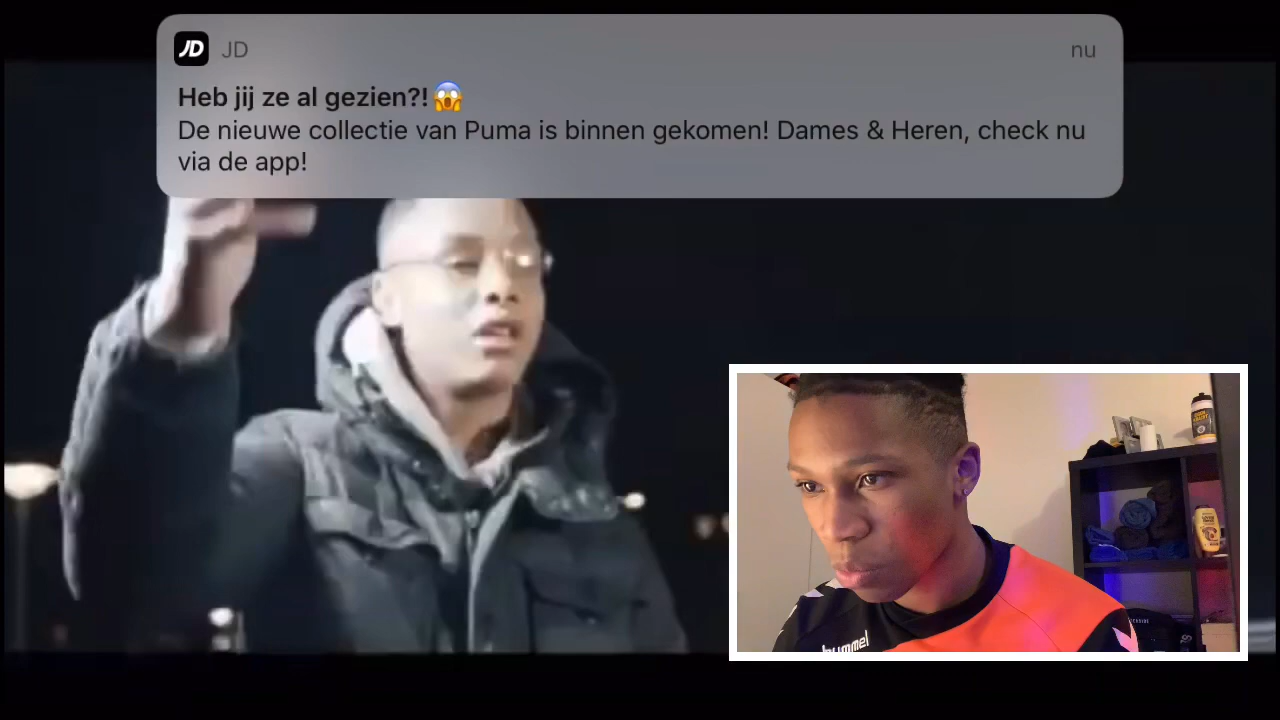 JD JD nu
Heb jij ze al gezien?!😱
De nieuwe collectie van Puma is binnen gekomen! Dames & Heren, check nu
via de app!
hummel